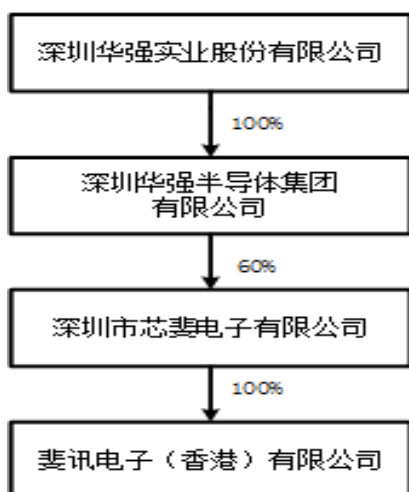 深圳华强实业股份有限公司
100%
深圳华强半导体集团
有限公司
60%
深圳市芯斐电子有限公司
100%
斐讯电子（香港）有限公司